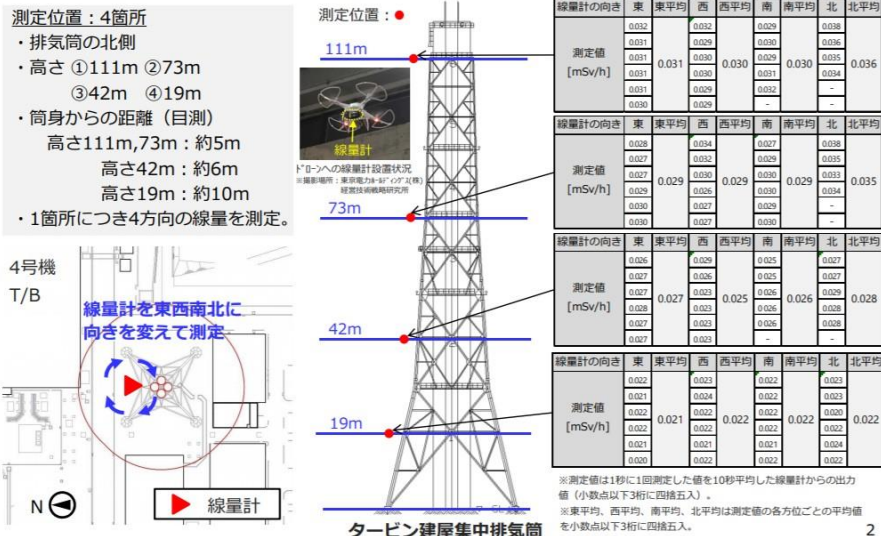 測定位置：4箇所
・排気筒の北側
・高さ ①111m ②73m
③42m ④19m
・筒身からの距離（目測）
高さ111m,73m：約5m
高さ42m：約6m
高さ19m：約10m
・1箇所につき4方向の線量を測定。
4号機
T/B
線量計を東西南北に
向きを変えて測定
N
線量計
測定位置：
111m
線量計
ドローンへの線量計設置状況
※撮影場所：東京電力ホールディングス(株)
経営技術戦略研究所
73m
42m
19m
タービン建屋集中排気筒
線量計の向き 東 東平均 西 西平均 南 南平均 北 北平均
測定値
[mSv/h]
0.032 0.032 0.029 0.038
0.031 0.029 0.030 0.036
0.031 0.030 0.029 0.035
0.031 0.030 0.031 0.034
0.031 0.029 0.032 -
0.030 0.029 - -
0.031 0.030 0.030 0.036
線量計の向き 東 東平均 西 西平均 南 南平均 北 北平均
測定値
[mSv/h]
0.028 0.034 0.027 0.038
0.027 0.032 0.029 0.035
0.027 0.030 0.030 0.033
0.029 0.026 0.030 0.034
0.030 0.027 0.029 -
0.030 0.027 0.030 -
0.029 0.029 0.029 0.035
線量計の向き 東 東平均 西 西平均 南 南平均 北 北平均
測定値
[mSv/h]
0.026 0.029 0.025 0.027
0.027 0.026 0.025 0.027
0.027 0.023 0.026 0.029
0.028 0.023 0.026 0.028
0.027 0.023 0.026 0.028
0.027 0.023 - -
0.027 0.025 0.026 0.028
線量計の向き 東 東平均 西 西平均 南 南平均 北 北平均
測定値
[mSv/h]
0.022 0.023 0.022 0.023
0.021 0.024 0.022 0.023
0.022 0.022 0.022 0.020
0.022 0.022 0.022 0.022
0.021 0.021 0.021 0.024
0.020 0.022 0.022 0.022
0.021 0.022 0.022 0.022
※測定値は1秒に1回測定した値を10秒平均した線量計からの出力
値（小数点以下3桁に四捨五入）。
※東平均、西平均、南平均、北平均は測定値の各方位ごとの平均値
を小数点以下3桁に四捨五入。
2